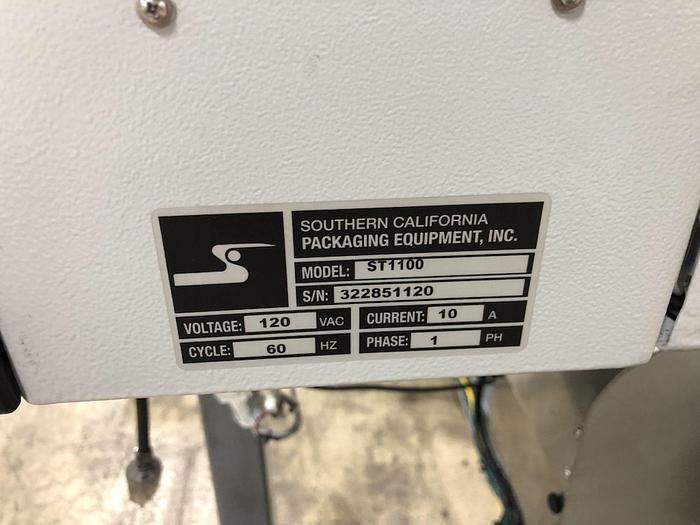 SOUTHERN CALIFORNIA
PACKAGING EQUIPMENT, INC.
MODEL: ST1100
S/N: 322851120
VOLTAGE: 120 VAC CURRENT: 10 A
CYCLE: 60 HZ PHASE: 1 PH